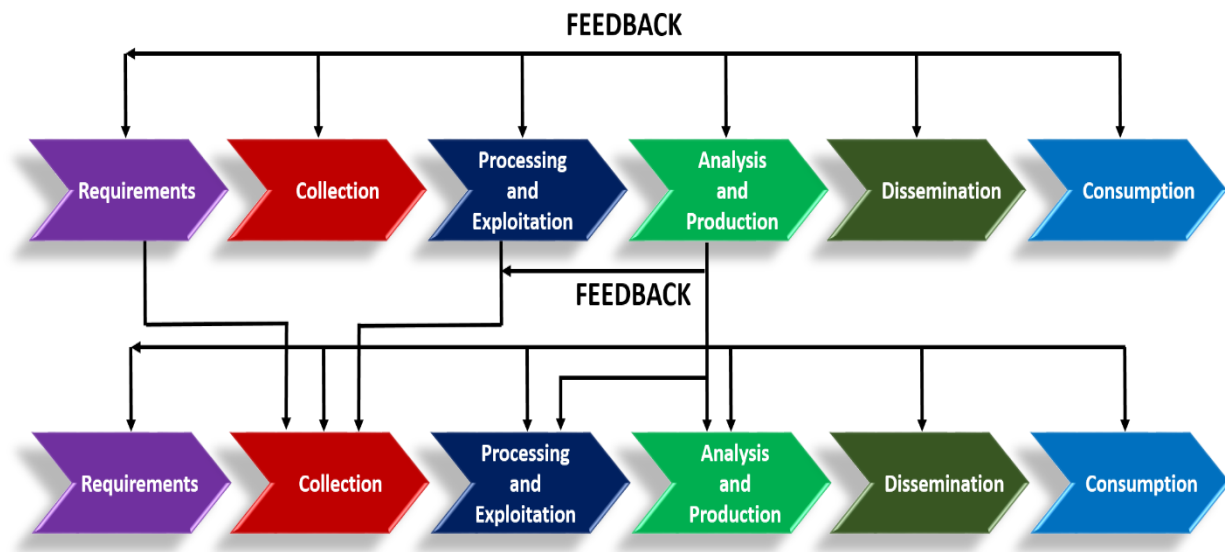 FEEDBACK
Requirements
Collection
Processing
and
Exploitation
Analysis
and
Production
Dissemination
Consumption
FEEDBACK
Requirements
Collection
Processing
and
Exploitation
Analysis
and
Production
Dissemination
Consumption